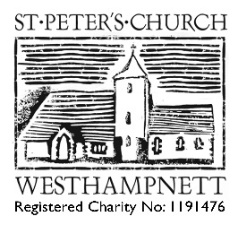 ST·PETER'S·CHURCH
WESTHAMPNETT
Registered Charity No: 1191476